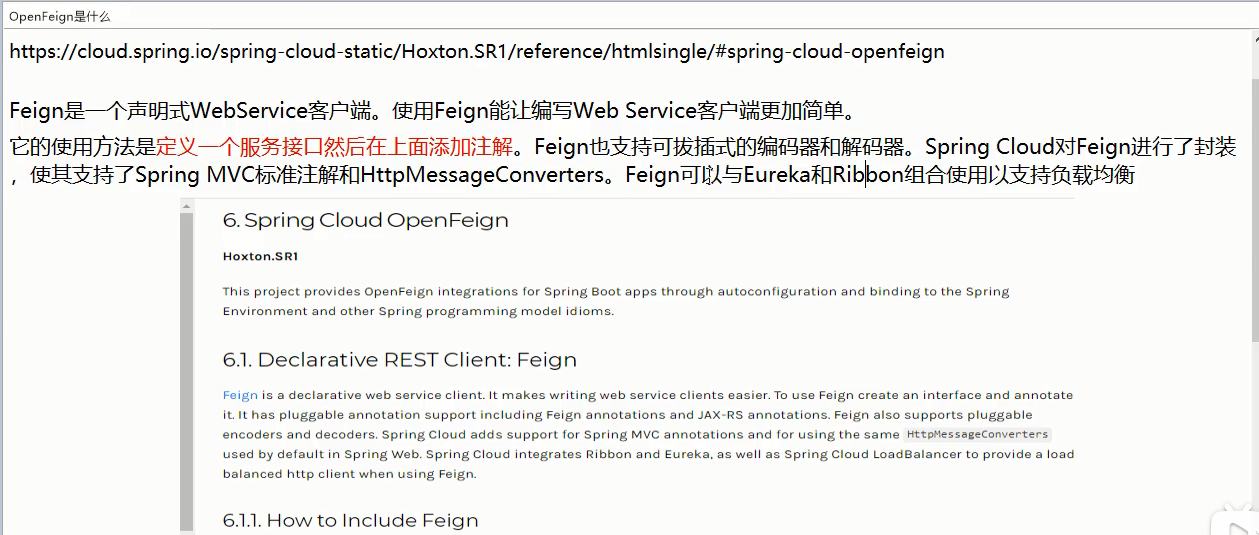 OpenFeign是什么
https://cloud.spring.io/spring-cloud-static/Hoxton.SR1/reference/htmlsingle/#spring-cloud-openfeign
Feign是一个声明式WebService客户端。使用Feign能让编写Web Service客户端更加简单。
它的使用方法是定义一个服务接口然后在上面添加注解。Feign也支持可拔插式的编码器和解码器。Spring Cloud对Feign进行了封装
，使其支持了Spring MVC标准注解和HttpMessageConverters。Feign可以与Eureka和Ribbon组合使用以支持负载均衡
6. Spring Cloud OpenFeign
Hoxton.SR1
This project provides OpenFeign integrations for Spring Boot apps through autoconfiguration and binding to the Spring
Environment and other Spring programming model idioms.
6.1. Declarative REST Client: Feign
Feign is a declarative web service client. It makes writing web service clients easier. To use Feign create an interface and annotate
it. It has pluggable annotation support including Feign annotations and JAX-RS annotations. Feign also supports pluggable
encoders and decoders. Spring Cloud adds support for Spring MVC annotations and for using the same HttpMessageConverters
used by default in Spring Web. Spring Cloud integrates Ribbon and Eureka, as well as Spring Cloud LoadBalancer to provide a load
balanced http client when using Feign.
6.1.1. How to Include Feign